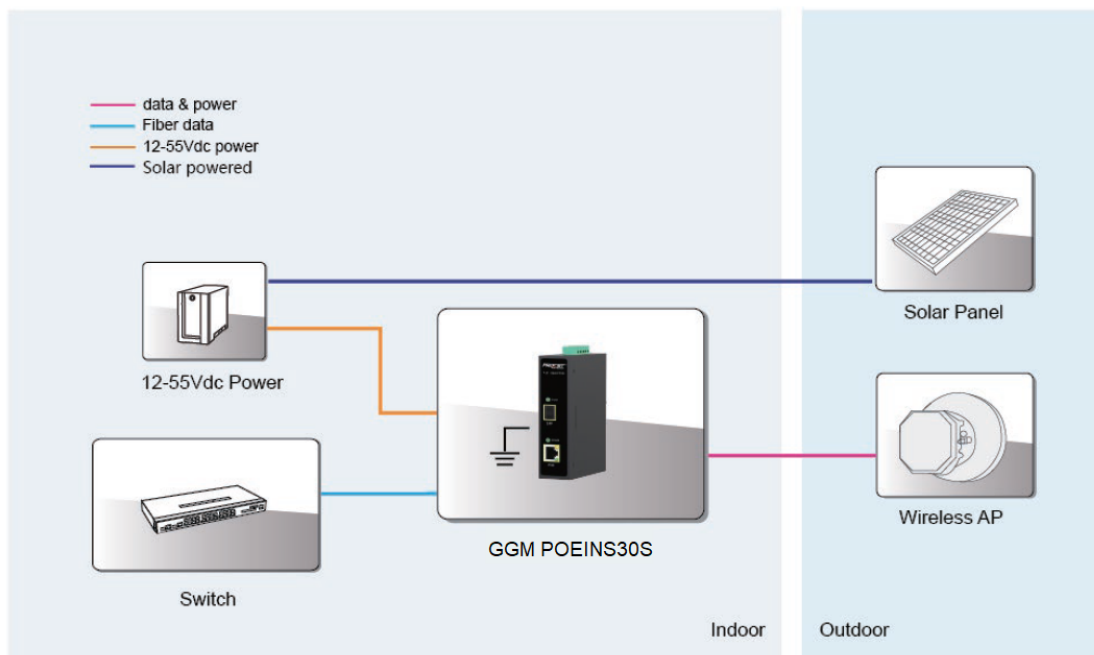 data & power
Fiber data
12-55Vdc power
Solar powered
Solar Panel
12-55Vdc Power
Wireless AP
GGM POEINS30S
Switch
Indoor
Outdoor